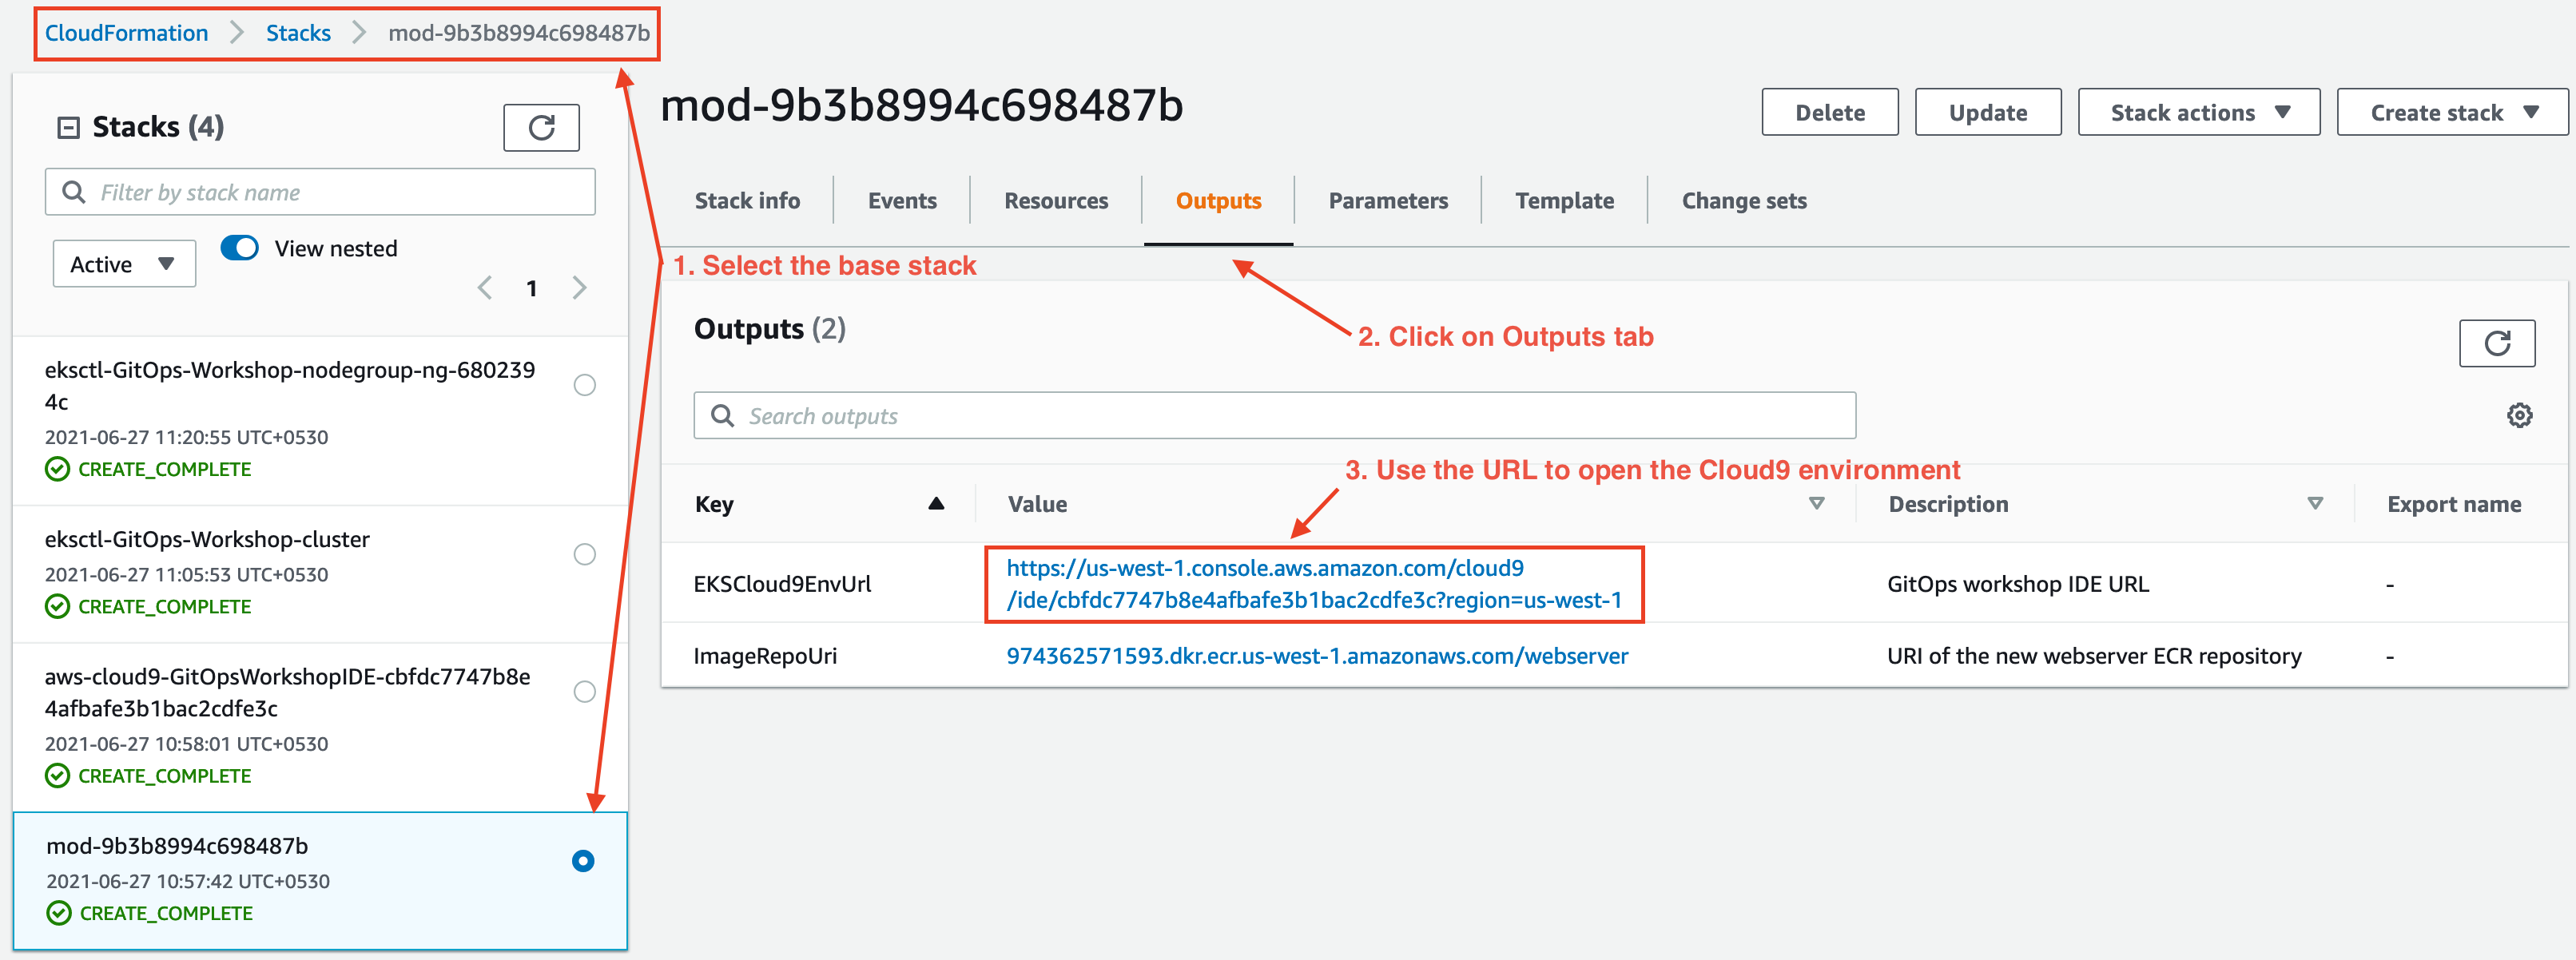 CloudFormation > Stacks > mod-9b3b8994c698487b
Stacks (4)
Filter by stack name
Active
View nested
1
eksctl-GitOps-Workshop-nodegroup-ng-680239
4c
2021-06-27 11:20:55 UTC+0530
CREATE_COMPLETE
eksctl-GitOps-Workshop-cluster
2021-06-27 11:05:53 UTC+0530
CREATE_COMPLETE
aws-cloud9-GitOpsWorkshopIDE-cbfdc7747b8e
4afbafe3b1bac2cdfe3c
2021-06-27 10:58:01 UTC+0530
CREATE_COMPLETE
mod-9b3b8994c698487b
2021-06-27 10:57:42 UTC+0530
CREATE_COMPLETE
mod-9b3b8994c698487b
Delete
Update
Stack actions
Create stack
Stack info
Events
Resources
Outputs
Parameters
Template
Change sets
1. Select the base stack
2. Click on Outputs tab
Outputs (2)
Search outputs
3. Use the URL to open the Cloud9 environment
Key
Value
Description
Export name
EKSCloud9EnvUrl
https://us-west-1.console.aws.amazon.com/cloud9
/ide/cbfdc7747b8e4afbafe3b1bac2cdfe3c?region=us-west-1
GitOps workshop IDE URL
-
ImageRepoUri
974362571593.dkr.ecr.us-west-1.amazonaws.com/webserver
URI of the new webserver ECR repository
-